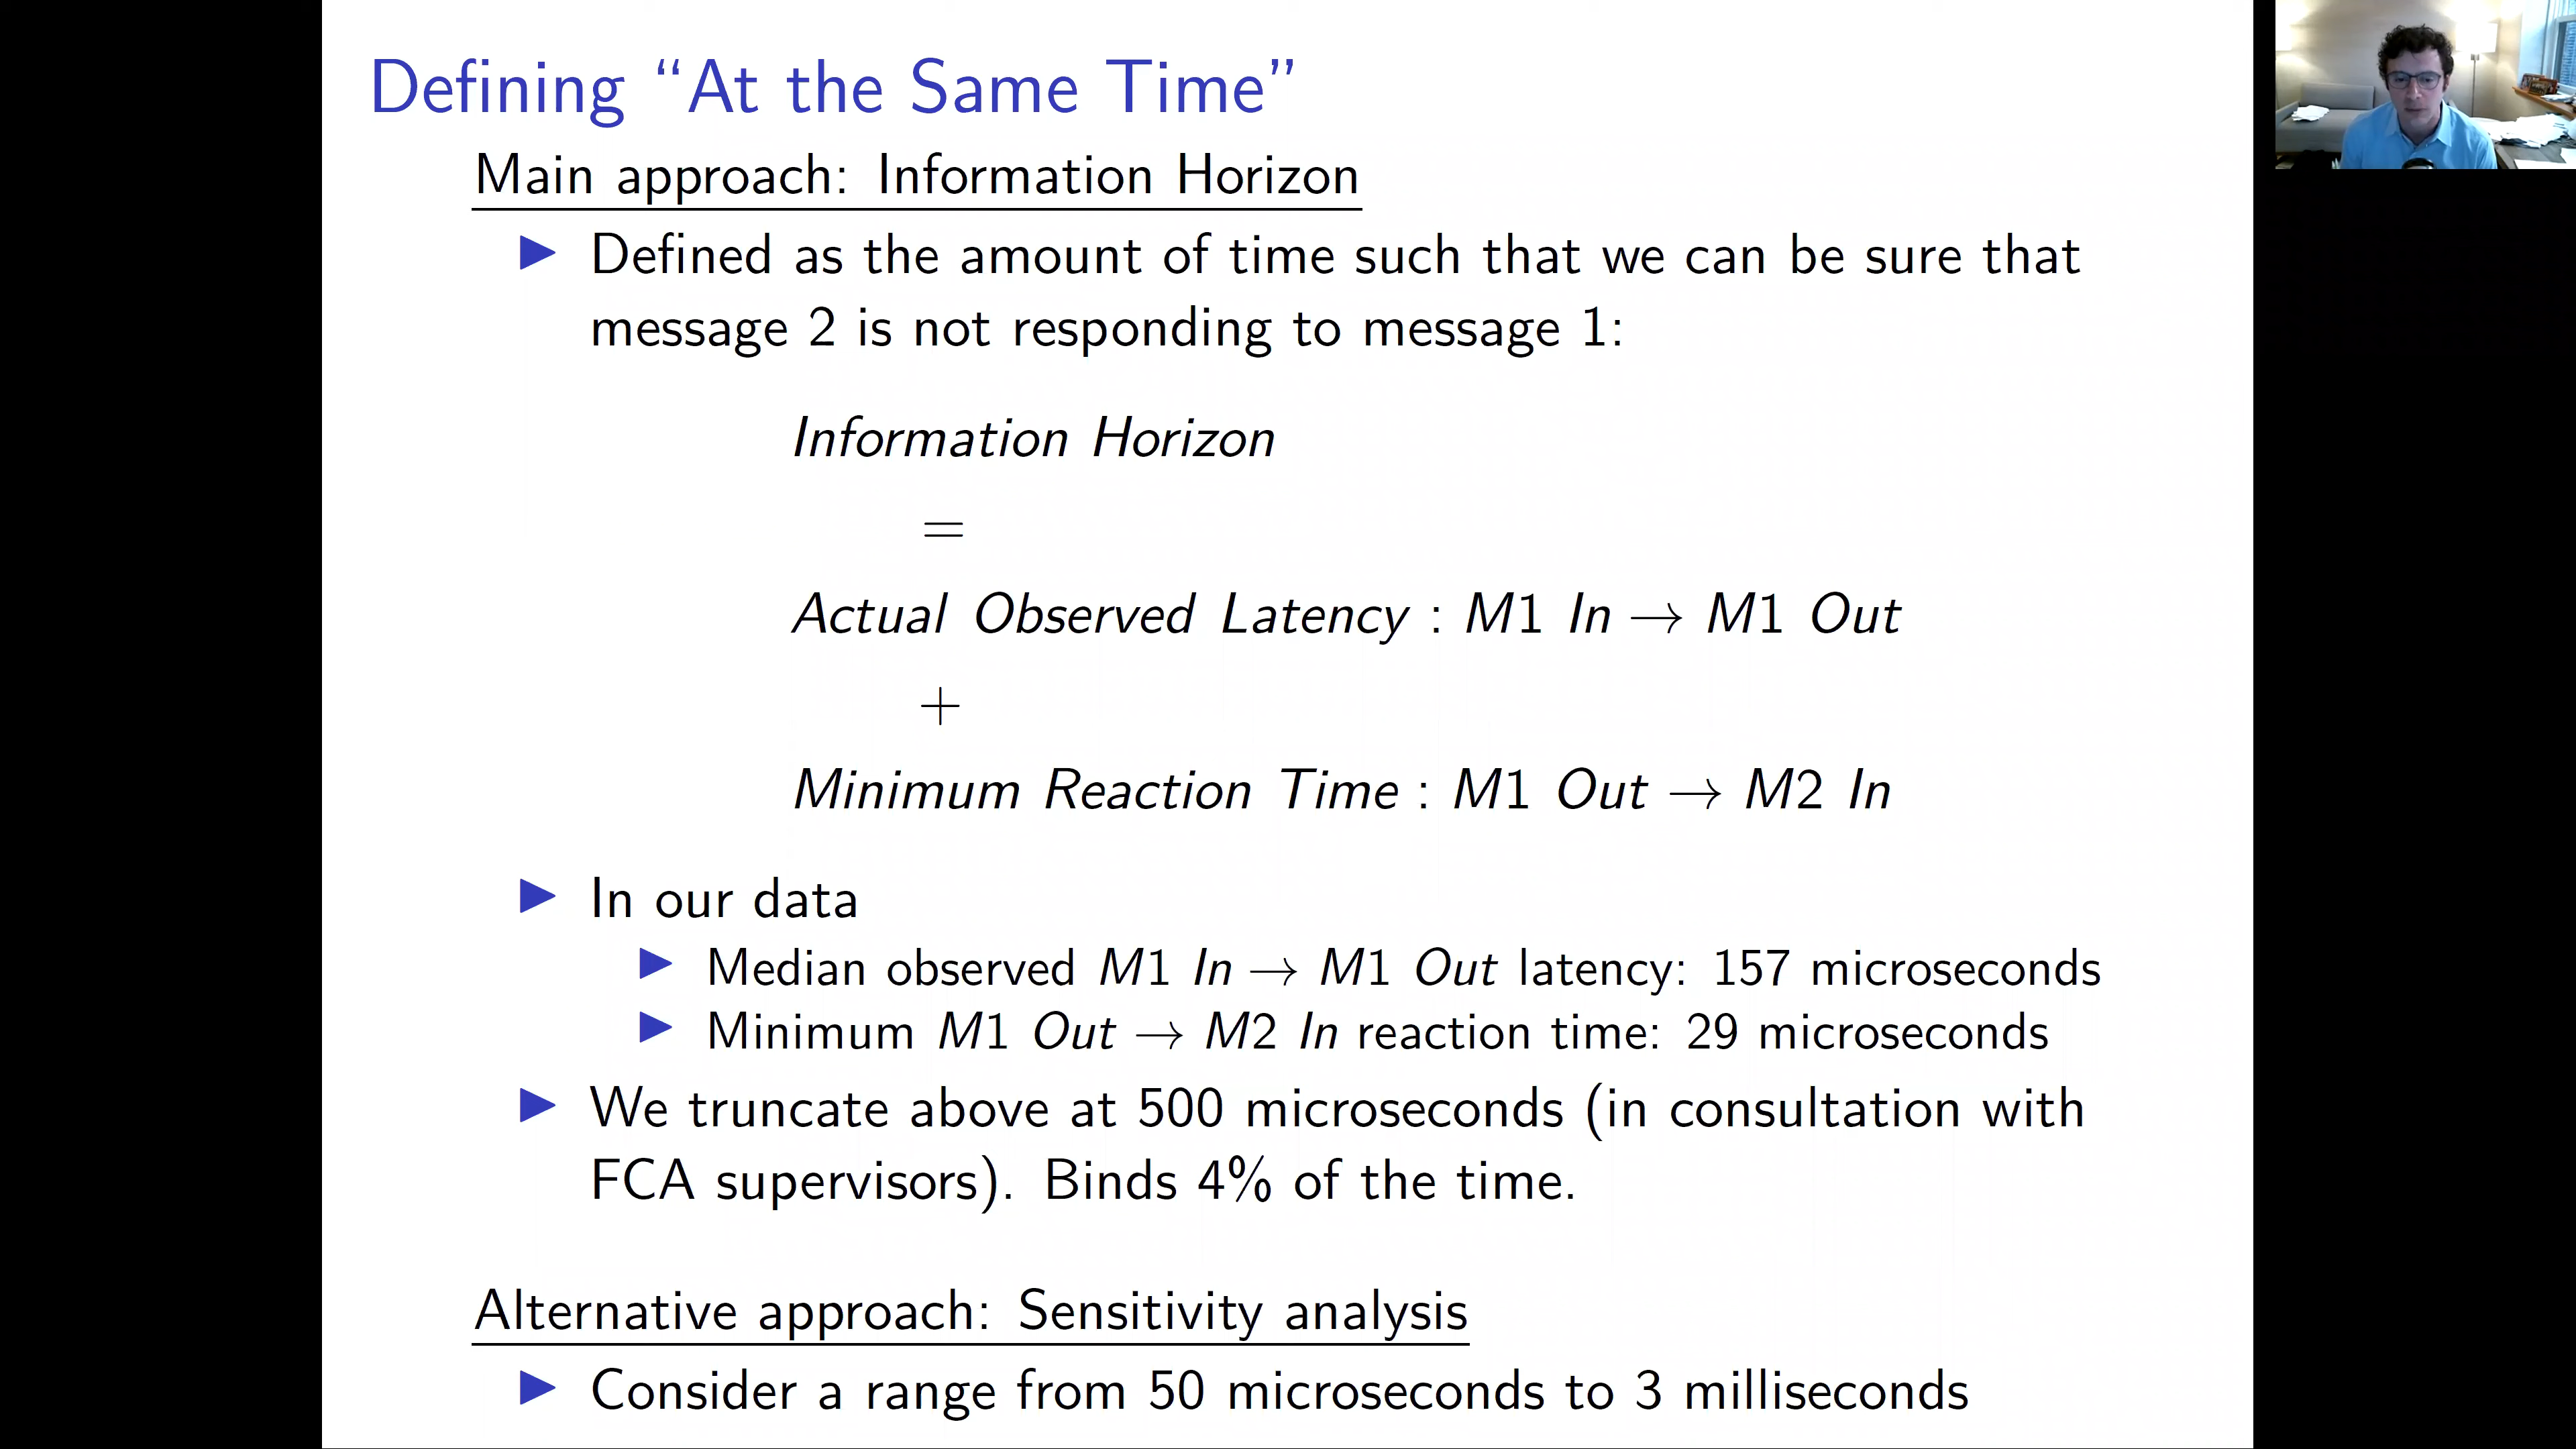 Defining “At the Same Time”
Main approach: Information Horizon
▶ Defined as the amount of time such that we can be sure that
message 2 is not responding to message 1:
Information Horizon
=
Actual Observed Latency : M1 In → M1 Out
+
Minimum Reaction Time : M1 Out → M2 In
▶ In our data
▶ Median observed M1 In → M1 Out latency: 157 microseconds
▶ Minimum M1 Out → M2 In reaction time: 29 microseconds
▶ We truncate above at 500 microseconds (in consultation with
FCA supervisors). Binds 4% of the time.
Alternative approach: Sensitivity analysis
▶ Consider a range from 50 microseconds to 3 milliseconds